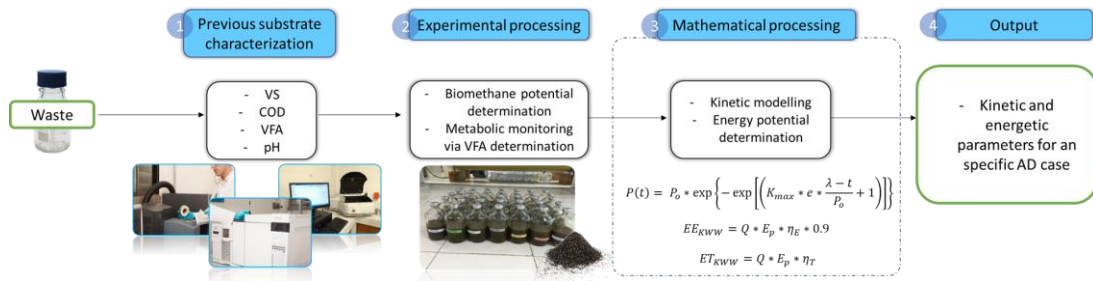 1
Previous substrate
characterization
2
Experimental processing
3
Mathematical processing
4
Output
Waste
- VS
- COD
- VFA
- pH
- Biomethane potential
determination
- Metabolic monitoring
via VFA determination
- Kinetic modelling
- Energy potential
determination
- Kinetic and
energetic
parameters for an
specific AD case
P(t) = P_o * exp{−exp[(K_max * e * (λ − t)/P_o + 1)]}
EE_KWW = Q * E_p * η_E * 0.9
ET_KWW = Q * E_p * η_T